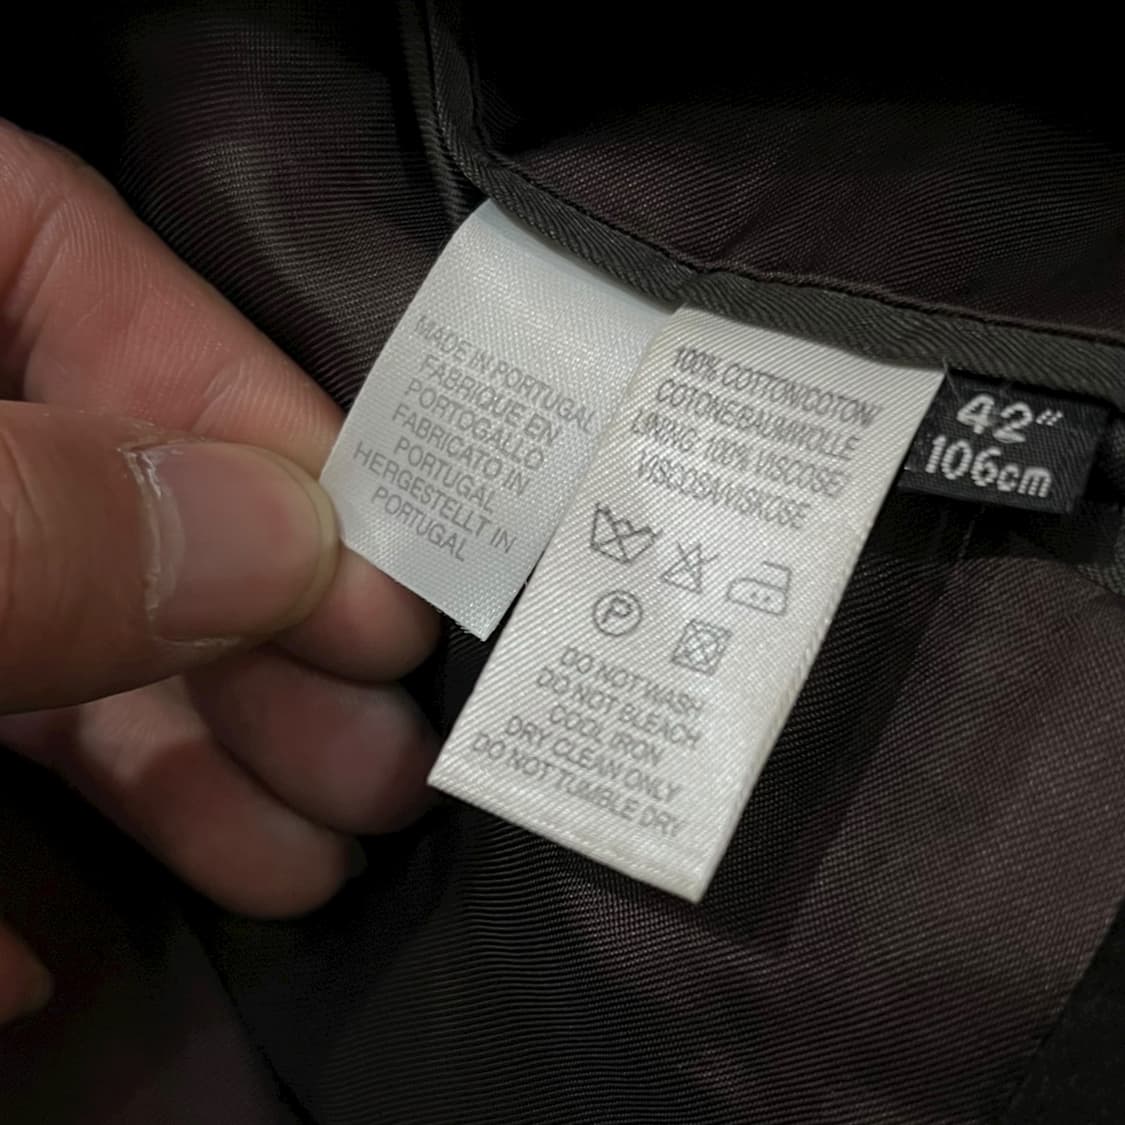 MADE IN PORTUGAL
FABRIQUE EN
PORTOGALLO
FABRICATO IN
PORTUGAL
HERGESTELLT IN
PORTUGAL
100% COTTON/COTON/
COTONE/BAUMWOLLE
LINING: 100% VISCOSE/
VISCOSA/VISKOSE
P
DO NOT WASH
DO NOT BLEACH
COOL IRON
DRY CLEAN ONLY
DO NOT TUMBLE DRY
42"
106cm